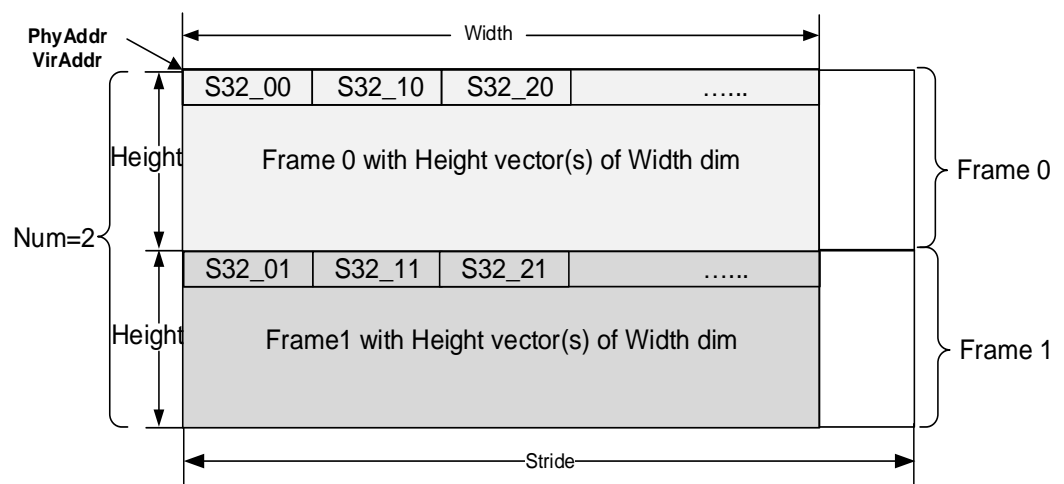 PhyAddr
VirAddr
Width
S32_00 S32_10 S32_20 …...
Height
Frame 0 with Height vector(s) of Width dim
Frame 0
Num=2
S32_01 S32_11 S32_21 …...
Height
Frame1 with Height vector(s) of Width dim
Frame 1
Stride